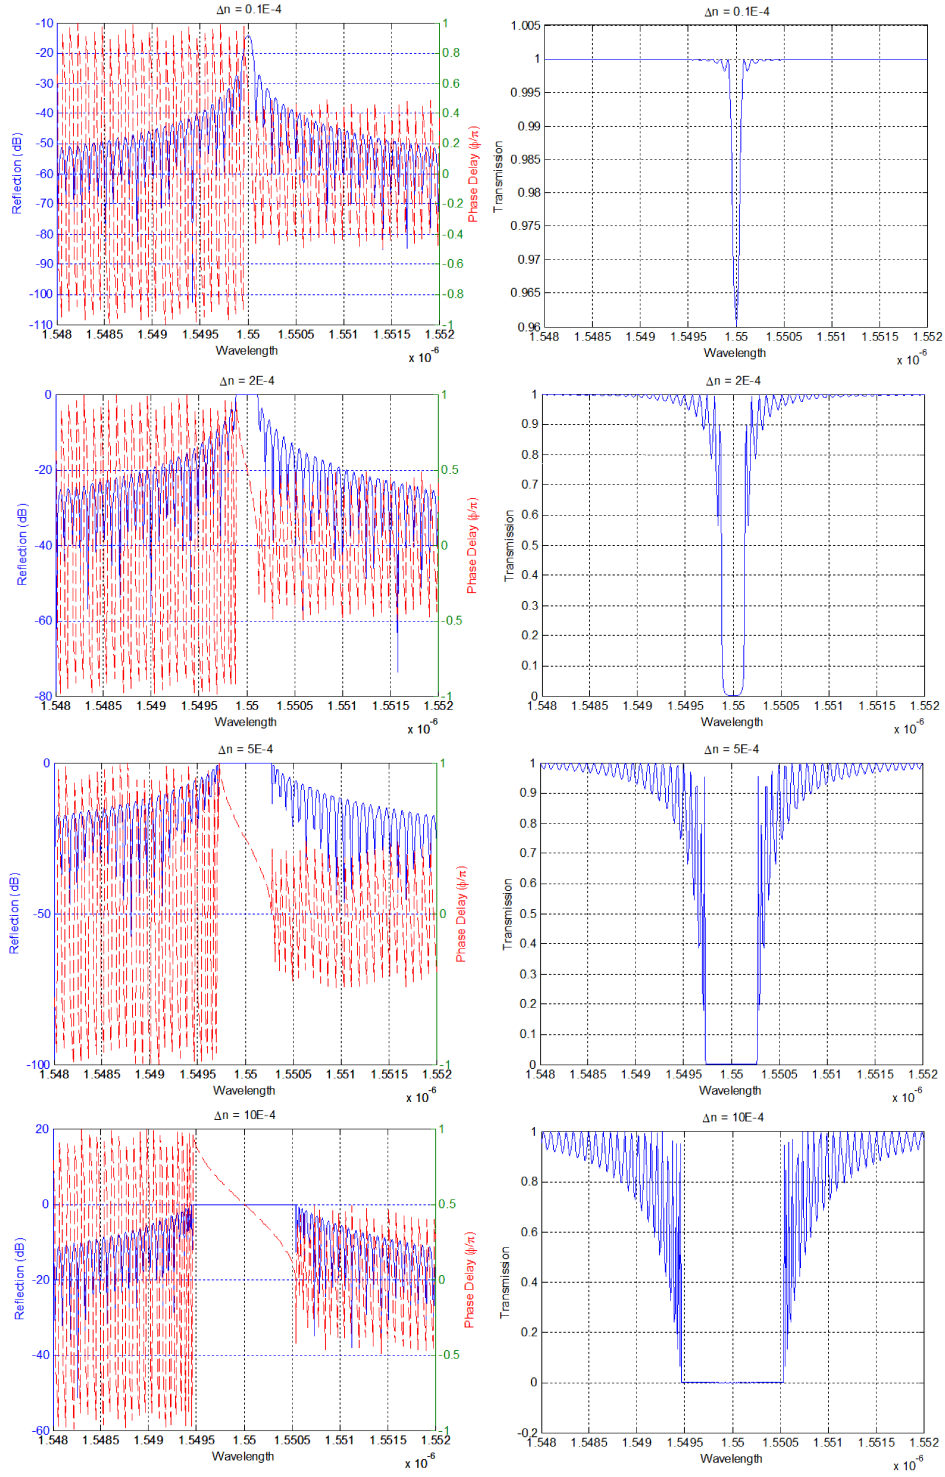 Δn = 0.1E-4
-10
-20
-30
-40
-50
-60
-70
-80
-90
-100
-110
Reflection (dB)
1
0.8
0.6
0.4
0.2
0
-0.2
-0.4
-0.6
-0.8
-1
Phase Delay (ϕ/π)
1.548 1.5485 1.549 1.5495 1.55 1.5505 1.551 1.5515 1.552
Wavelength
x 10⁻⁶
Δn = 0.1E-4
1.005
1
0.995
0.99
0.985
0.98
0.975
0.97
0.965
0.96
Transmission
1.548 1.5485 1.549 1.5495 1.55 1.5505 1.551 1.5515 1.552
Wavelength
x 10⁻⁶
Δn = 2E-4
0
-20
-40
-60
-80
Reflection (dB)
1
0.5
0
-0.5
-1
Phase Delay (ϕ/π)
1.548 1.5485 1.549 1.5495 1.55 1.5505 1.551 1.5515 1.552
Wavelength
x 10⁻⁶
Δn = 2E-4
1
0.9
0.8
0.7
0.6
0.5
0.4
0.3
0.2
0.1
0
Transmission
1.548 1.5485 1.549 1.5495 1.55 1.5505 1.551 1.5515 1.552
Wavelength
x 10⁻⁶
Δn = 5E-4
0
-50
-100
Reflection (dB)
1
0
-1
Phase Delay (ϕ/π)
1.548 1.5485 1.549 1.5495 1.55 1.5505 1.551 1.5515 1.552
Wavelength
x 10⁻⁶
Δn = 5E-4
1
0.9
0.8
0.7
0.6
0.5
0.4
0.3
0.2
0.1
0
Transmission
1.548 1.5485 1.549 1.5495 1.55 1.5505 1.551 1.5515 1.552
Wavelength
x 10⁻⁶
Δn = 10E-4
20
0
-20
-40
-60
Reflection (dB)
1
0.5
0
-0.5
-1
Phase Delay (ϕ/π)
1.548 1.5485 1.549 1.5495 1.55 1.5505 1.551 1.5515 1.552
Wavelength
x 10⁻⁶
Δn = 10E-4
1
0.8
0.6
0.4
0.2
0
-0.2
Transmission
1.548 1.5485 1.549 1.5495 1.55 1.5505 1.551 1.5515 1.552
Wavelength
x 10⁻⁶